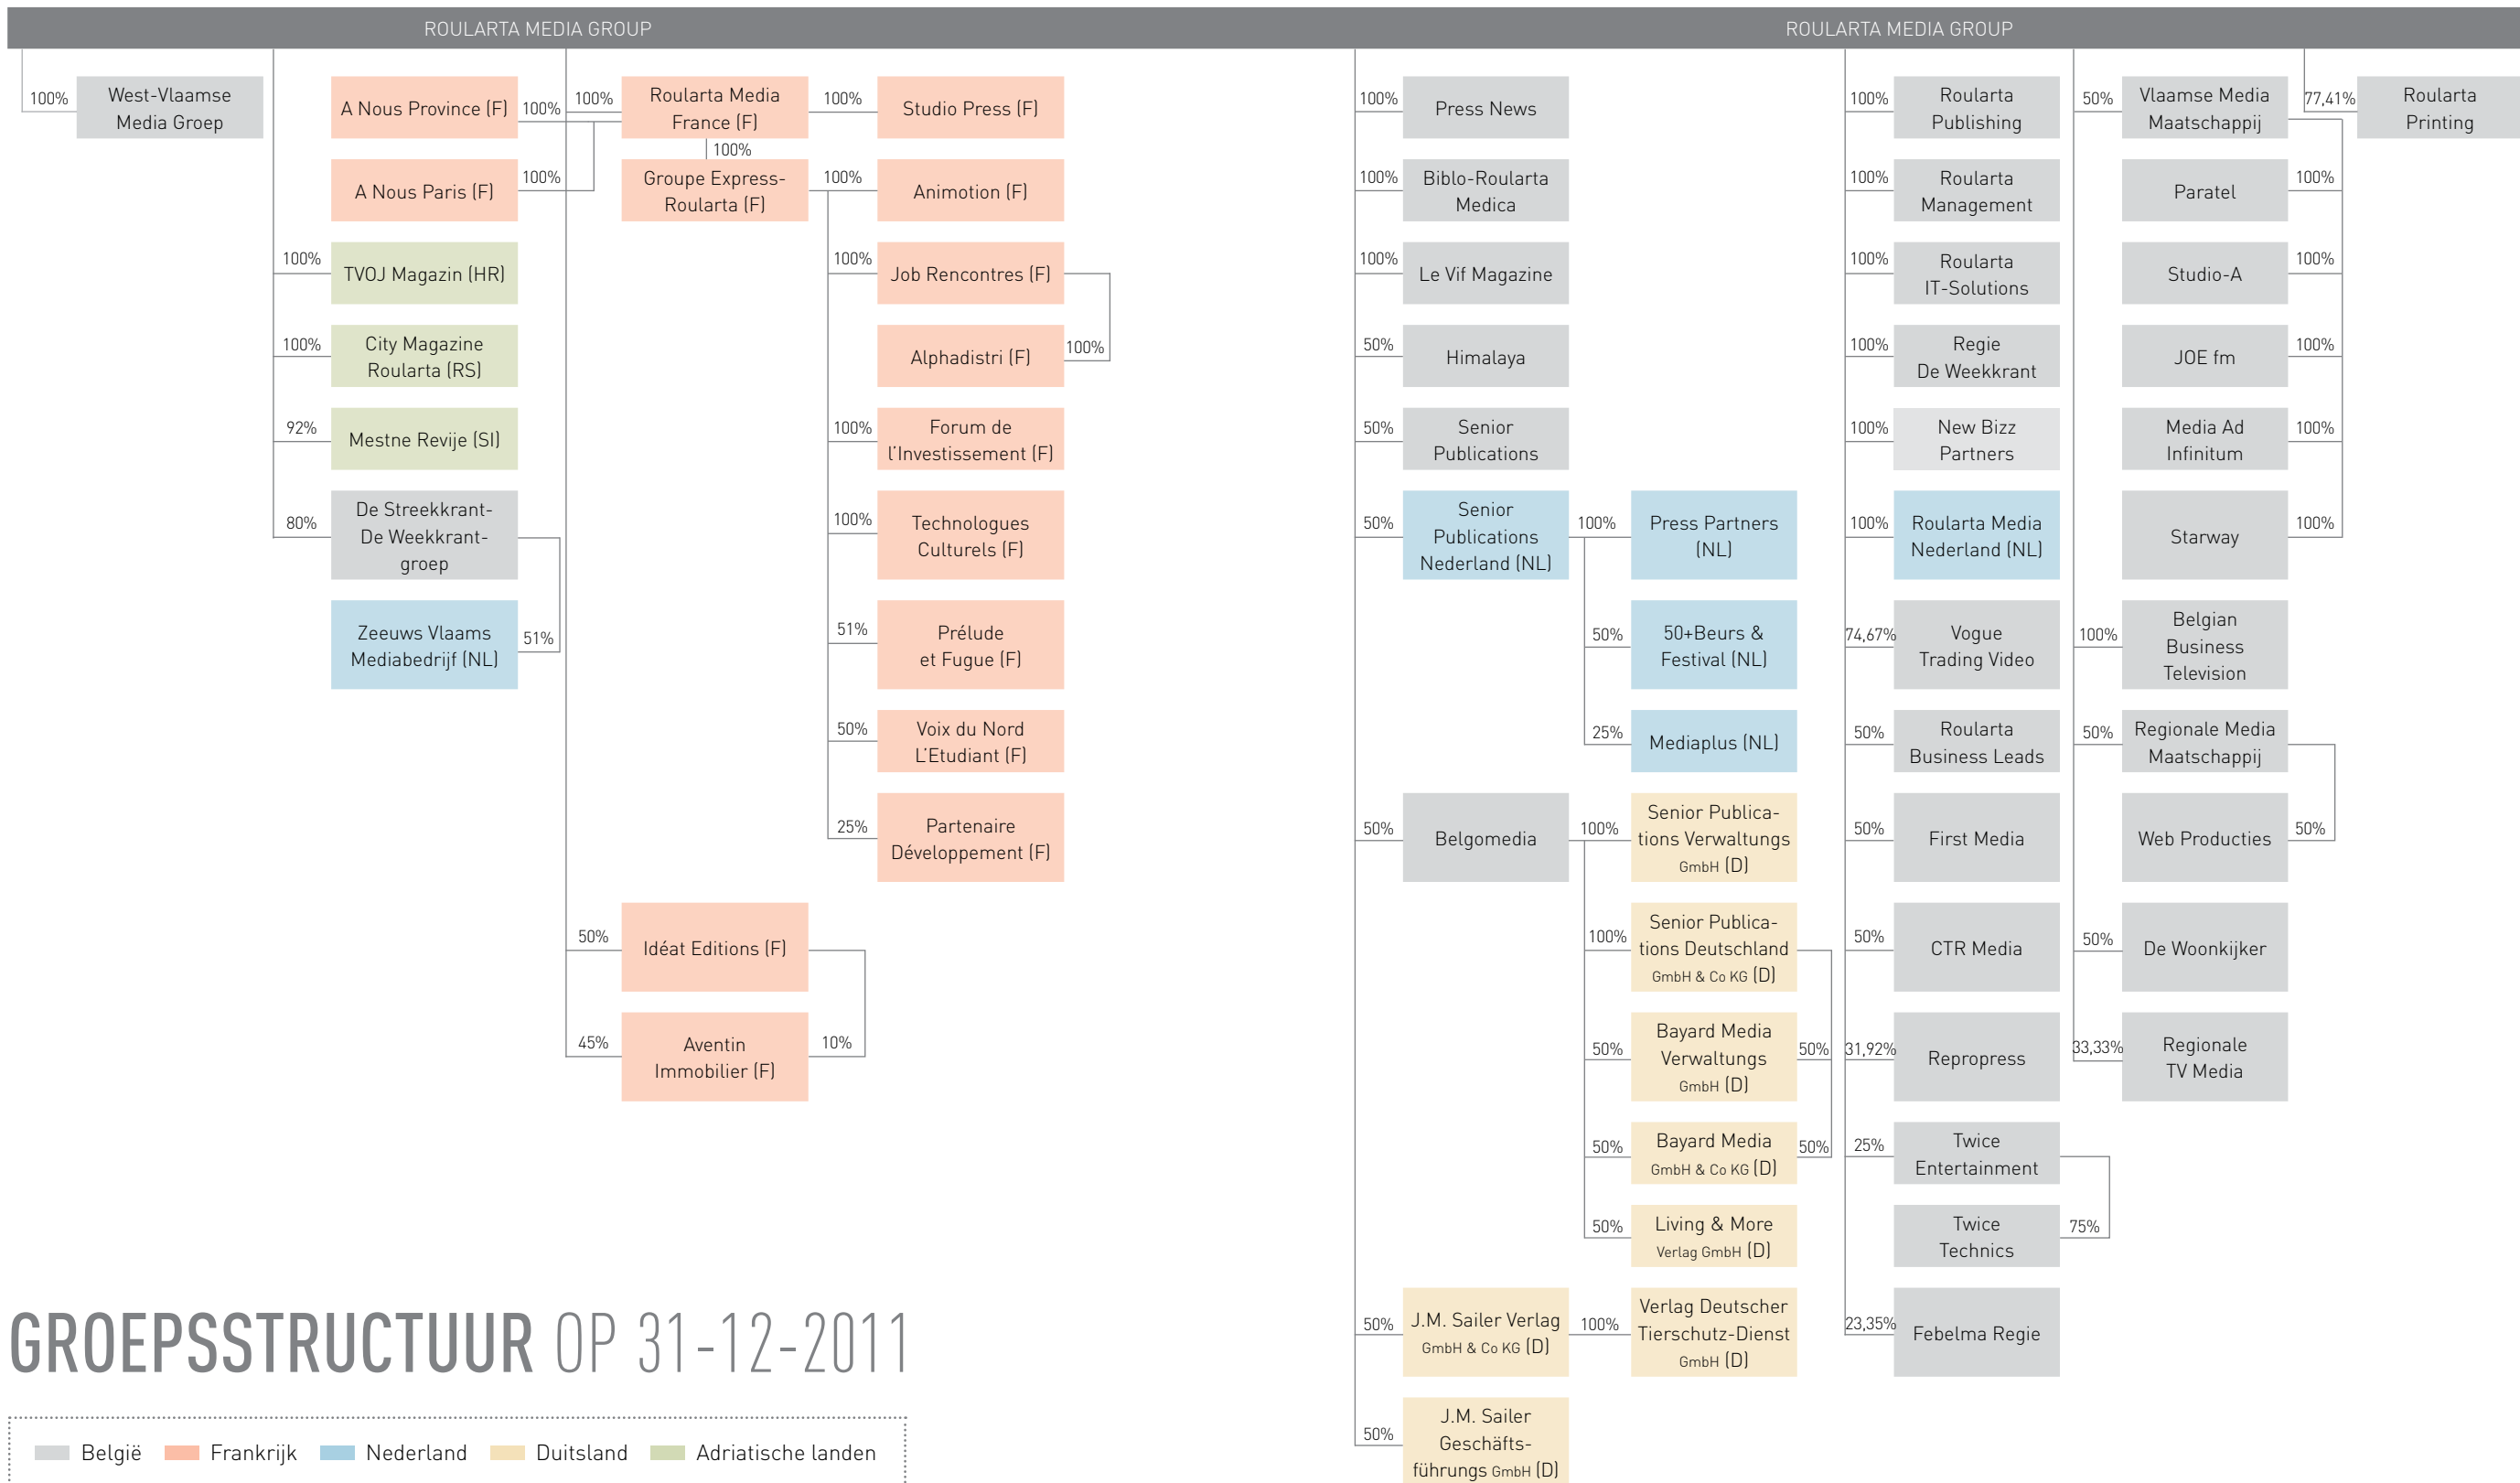 ROULARTA MEDIA GROUP
100%
West-Vlaamse
Media Groep
A Nous Province (F)
100%
100%
Roularta Media
France (F)
100%
Studio Press (F)
100%
A Nous Paris (F)
100%
Groupe Express-
Roularta (F)
100%
Animotion (F)
100%
TVOJ Magazin (HR)
100%
Job Rencontres (F)
100%
City Magazine
Roularta (RS)
Alphadistri (F)
100%
92%
Mestne Revije (SI)
100%
Forum de
l'Investissement (F)
80%
De Streekkrant-
De Weekkrant-
groep
100%
Technologues
Culturels (F)
Zeeuws Vlaams
Mediabedrijf (NL)
51%
51%
Prélude
et Fugue (F)
50%
Voix du Nord
L'Etudiant (F)
25%
Partenaire
Développement (F)
50%
Idéat Editions (F)
45%
Aventin
Immobilier (F)
10%
ROULARTA MEDIA GROUP
100%
Press News
100%
Biblo-Roularta
Medica
100%
Le Vif Magazine
50%
Himalaya
50%
Senior
Publications
50%
Senior
Publications
Nederland (NL)
100%
Press Partners
(NL)
50%
50+Beurs &
Festival (NL)
25%
Mediaplus (NL)
50%
Belgomedia
100%
Senior Publica-
tions Verwaltungs
GmbH (D)
100%
Senior Publica-
tions Deutschland
GmbH & Co KG (D)
50%
Bayard Media
Verwaltungs
GmbH (D)
50%
50%
Bayard Media
GmbH & Co KG (D)
50%
50%
Living & More
Verlag GmbH (D)
50%
J.M. Sailer Verlag
GmbH & Co KG (D)
100%
Verlag Deutscher
Tierschutz-Dienst
GmbH (D)
50%
J.M. Sailer
Geschäfts-
führungs GmbH (D)
100%
Roularta
Publishing
100%
Roularta
Management
100%
Roularta
IT-Solutions
100%
Regie
De Weekkrant
100%
New Bizz
Partners
100%
Roularta Media
Nederland (NL)
74,67%
Vogue
Trading Video
50%
Roularta
Business Leads
50%
First Media
50%
CTR Media
31,92%
Repropress
25%
Twice
Entertainment
Twice
Technics
75%
23,35%
Febelma Regie
50%
Vlaamse Media
Maatschappij
Paratel
100%
Studio-A
100%
JOE fm
100%
Media Ad
Infinitum
100%
Starway
100%
100%
Belgian
Business
Television
50%
Regionale Media
Maatschappij
Web Producties
50%
50%
De Woonkijker
33,33%
Regionale
TV Media
77,41%
Roularta
Printing
GROEPSSTRUCTUUR OP 31-12-2011
België Frankrijk Nederland Duitsland Adriatische landen